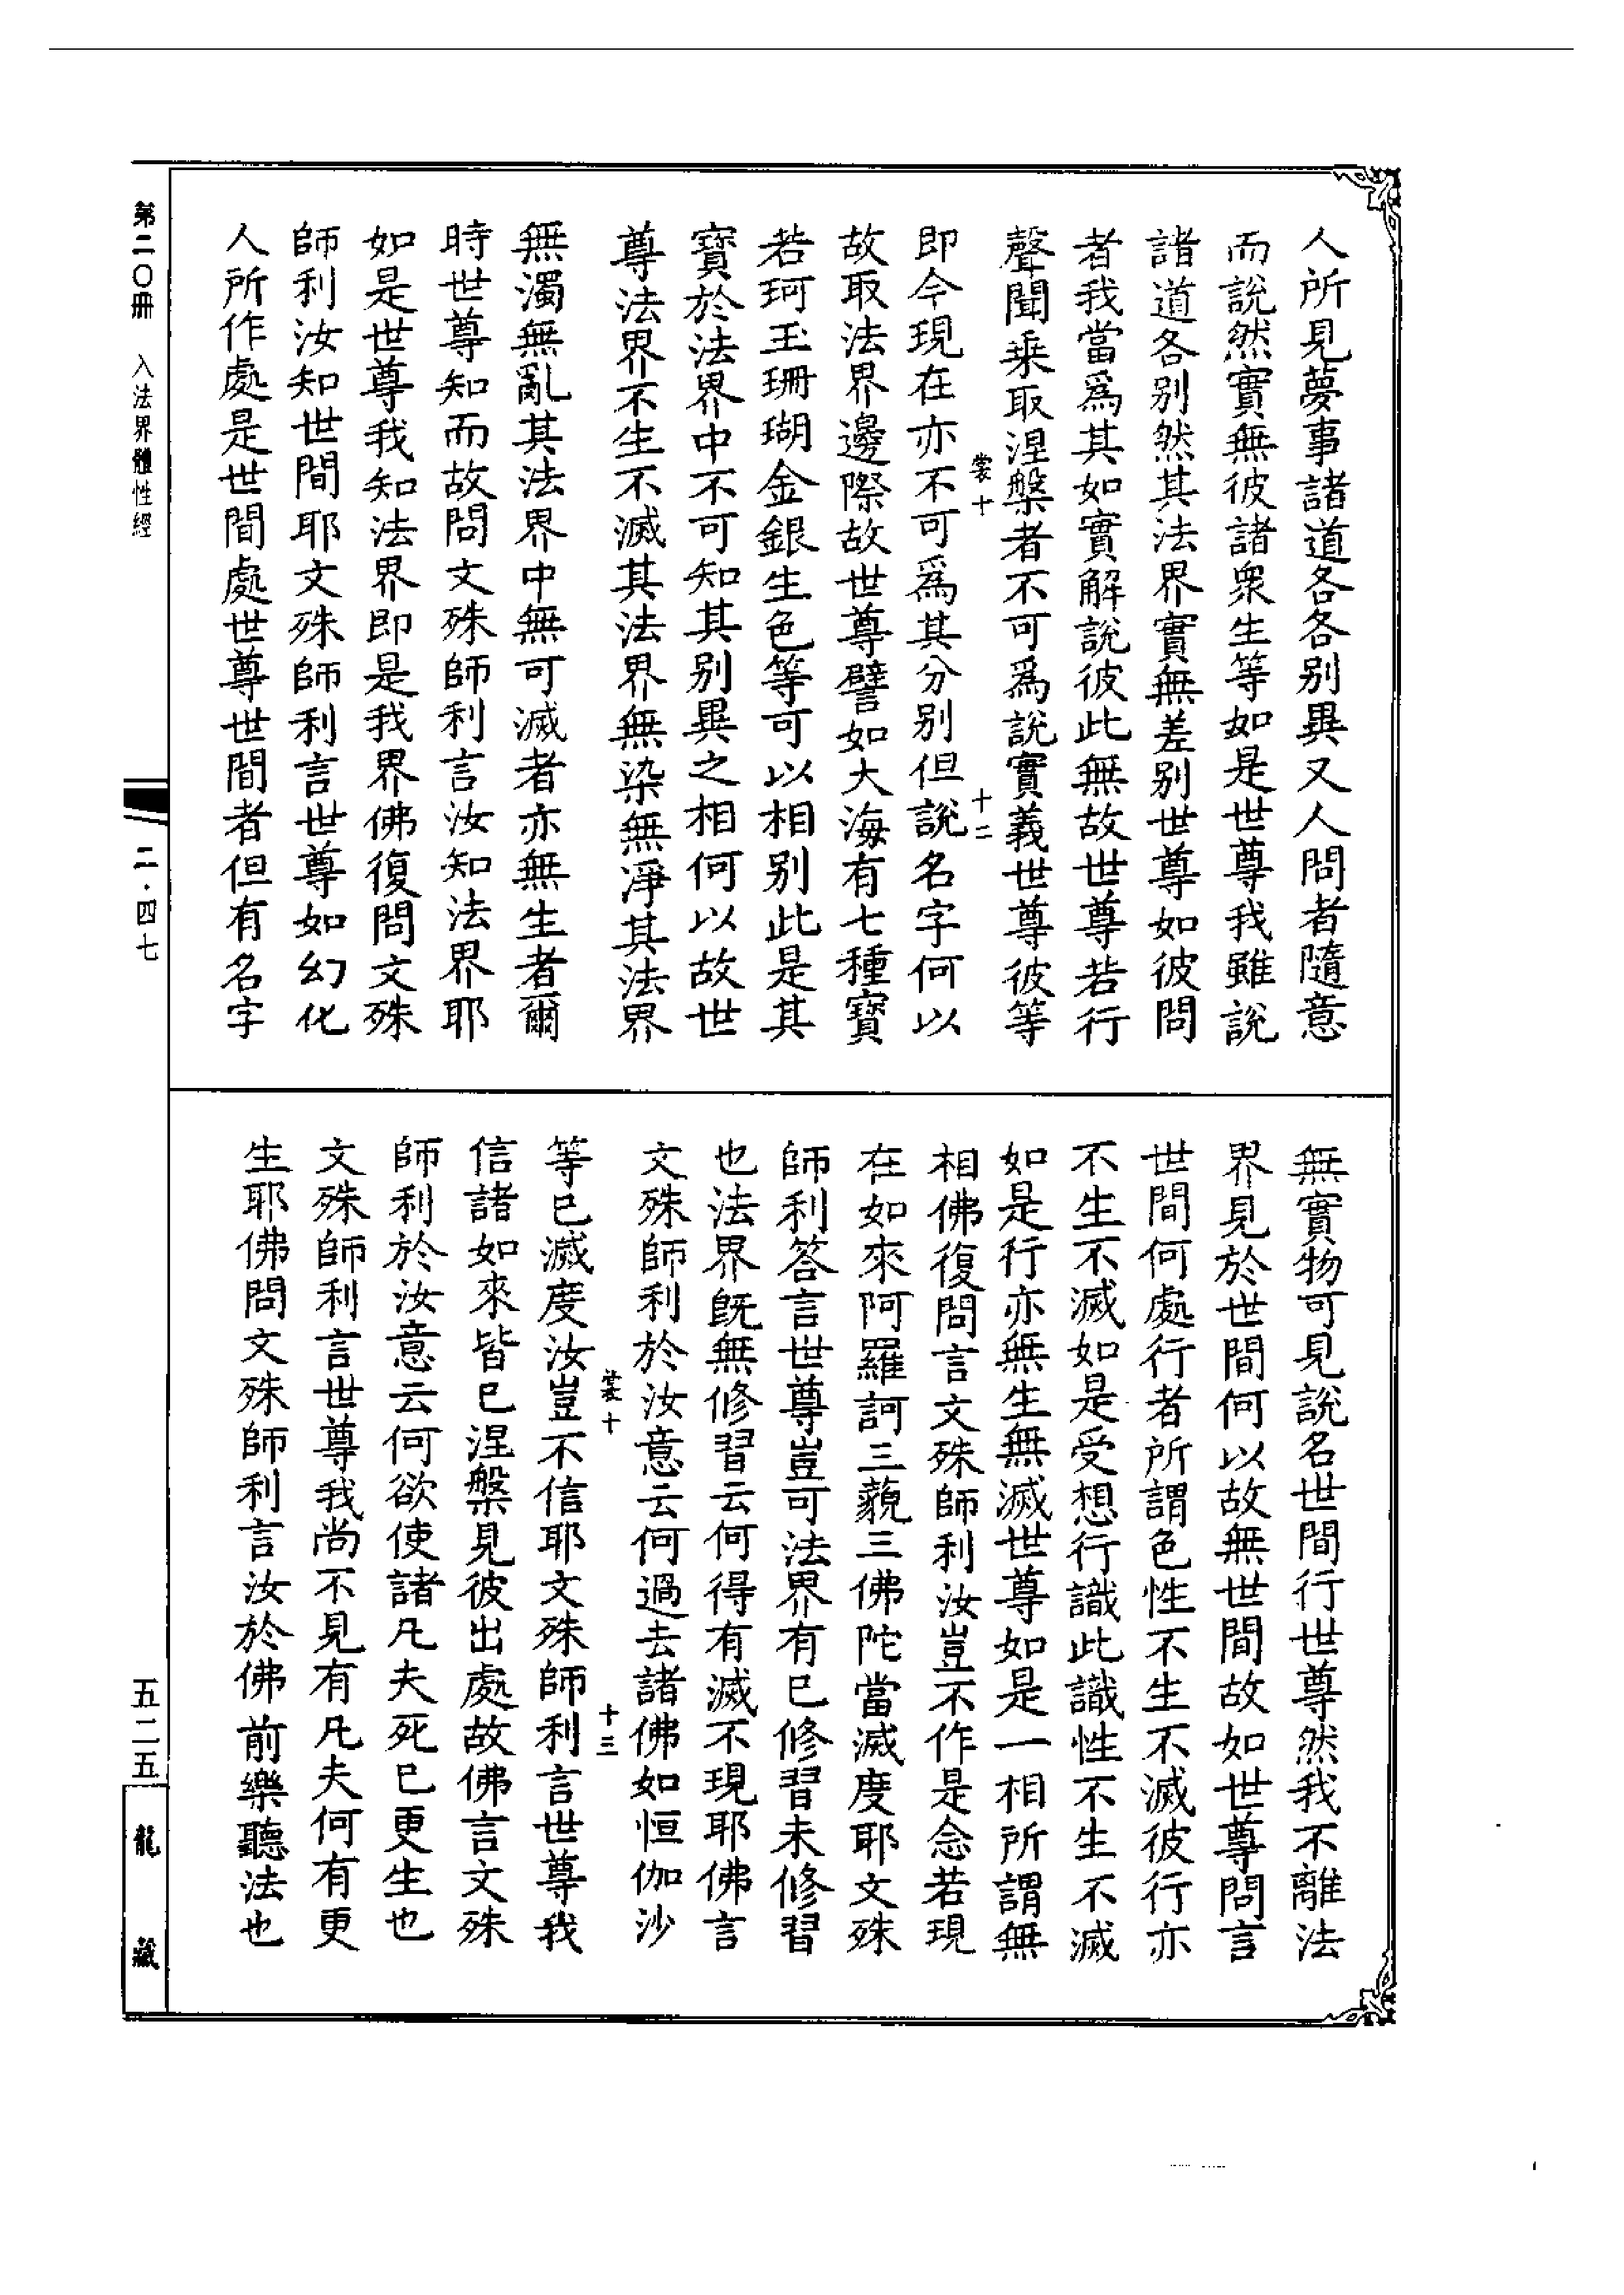 人所見夢事諸道各各别異又人問者隨意
而說然實無彼諸衆生等如是世尊我雖說
諸道各别然其法界實無差别世尊如彼問
者我當爲其如實解說彼此無故世尊若行
聲聞乗取涅槃者不可爲說實義世尊彼等
裳十
十二
即今現在亦不可爲其分别但說名字何以
故取法界邊際故世尊譬如大海有七種寶
若珂玉珊瑚金銀生色等可以相别此是其
寶於法界中不可知其别異之相何以故世
尊法界不生不滅其法界無染無淨其法界
無濁無亂其法界中無可滅者亦無生者爾
時世尊知而故問文殊師利言汝知法界耶
如是世尊我知法界即是我界佛復問文殊
師利汝知世間耶文殊師利言世尊如幻化
人所作處是世間處世尊世間者但有名字
無實物可見說名世間行世尊然我不離法
界見於世間何以故無世間故如世尊問言
世間何處行者所謂色性不生不滅彼行亦
不生不滅如是受想行識此識性不生不滅
如是行亦無生無滅世尊如是一相所謂無
相佛復問言文殊師利汝豈不作是念若現
在如來阿羅訶三藐三佛陀當滅度耶文殊
師利答言世尊豈可法界有已修習未修習
也法界既無修習云何得有滅不現耶佛言
文殊師利於汝意云何過去諸佛如恒伽沙
裳十
十三
等已滅度汝豈不信耶文殊師利言世尊我
信諸如來皆已涅槃見彼出處故佛言文殊
師利於汝意云何欲使諸凡夫死已更生也
文殊師利言世尊我尚不見有凡夫何有更
生耶佛問文殊師利言汝於佛前樂聽法也
第二〇册　入法界體性經
二·四七
五二五
龍藏